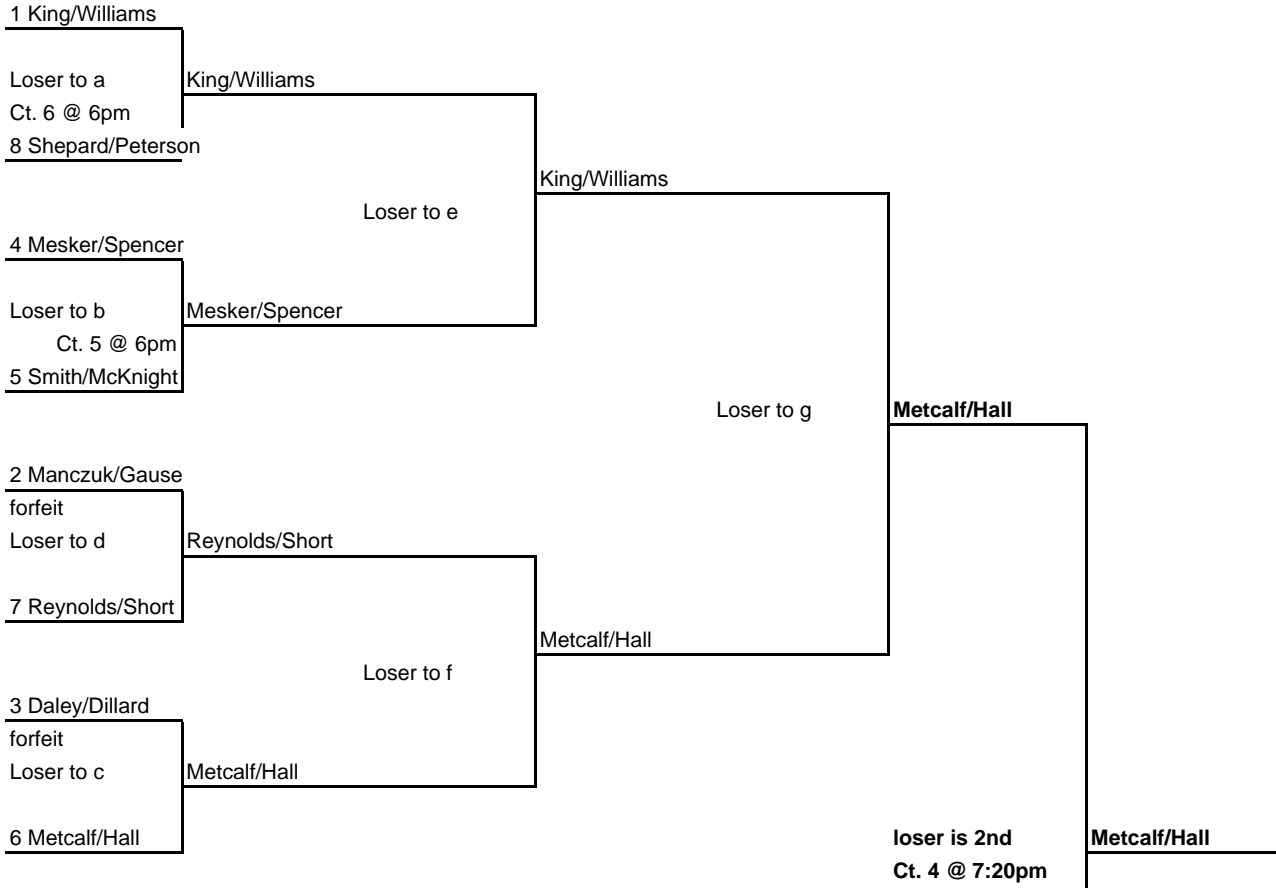 1 King/Williams
Loser to a
King/Williams
Ct. 6 @ 6pm
8 Shepard/Peterson
King/Williams
Loser to e
4 Mesker/Spencer
Loser to b
Mesker/Spencer
Ct. 5 @ 6pm
5 Smith/McKnight
Loser to g
Metcalf/Hall
2 Manczuk/Gause
forfeit
Loser to d
Reynolds/Short
7 Reynolds/Short
Metcalf/Hall
Loser to f
3 Daley/Dillard
forfeit
Loser to c
Metcalf/Hall
6 Metcalf/Hall
loser is 2nd
Metcalf/Hall
Ct. 4 @ 7:20pm